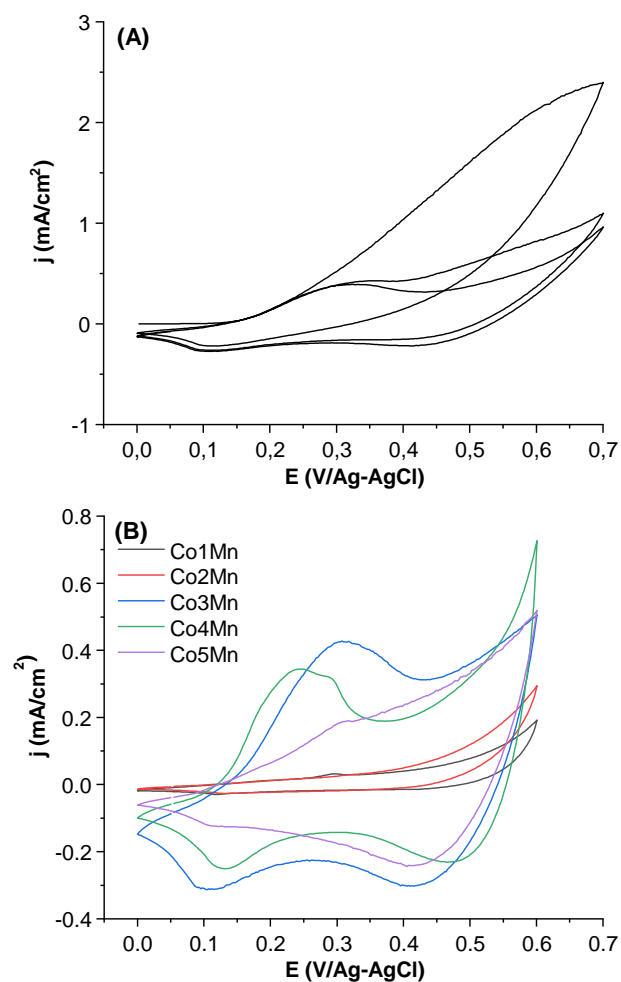 (A)
3
2
1
0
-1
j (mA/cm²)
0,0 0,1 0,2 0,3 0,4 0,5 0,6 0,7
E (V/Ag-AgCl)
(B)
Co1Mn
Co2Mn
Co3Mn
Co4Mn
Co5Mn
0.8
0.6
0.4
0.2
0.0
-0.2
-0.4
j (mA/cm²)
0.0 0.1 0.2 0.3 0.4 0.5 0.6 0.7
E (V/Ag-AgCl)